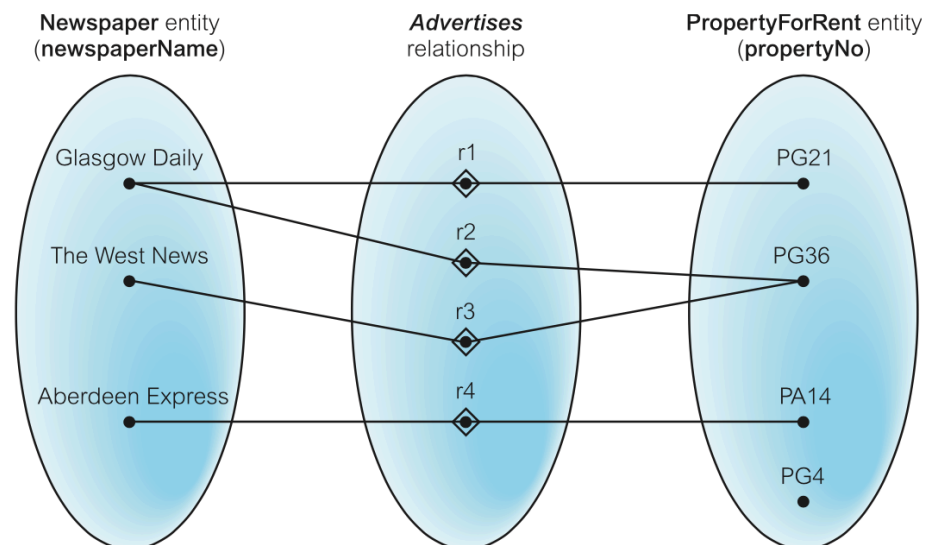 Newspaper entity
(newspaperName)
Advertises
relationship
PropertyForRent entity
(propertyNo)
Glasgow Daily
r1
PG21
r2
The West News
PG36
r3
Aberdeen Express
r4
PA14
PG4